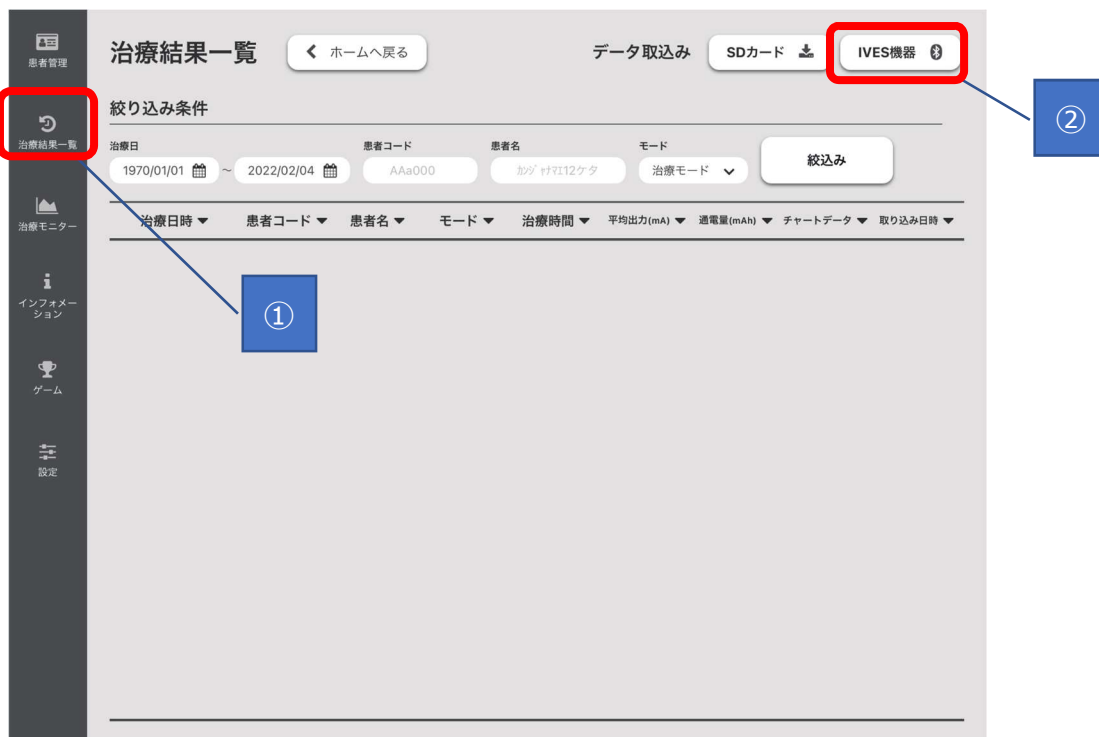 患者管理
治療結果一覧
治療モニター
インフォメー
ション
ゲーム
設定
治療結果一覧
ホームへ戻る
データ取込み
SDカード
IVES機器
②
絞り込み条件
治療日
患者コード
患者名
モード
1970/01/01 ~ 2022/02/04
AAa000
ｶﾝｼﾞｬﾅﾏｴ12ケタ
治療モード
絞込み
治療日時 患者コード 患者名 モード 治療時間 平均出力(mA) 通電量(mAh) チャートデータ 取り込み日時
①